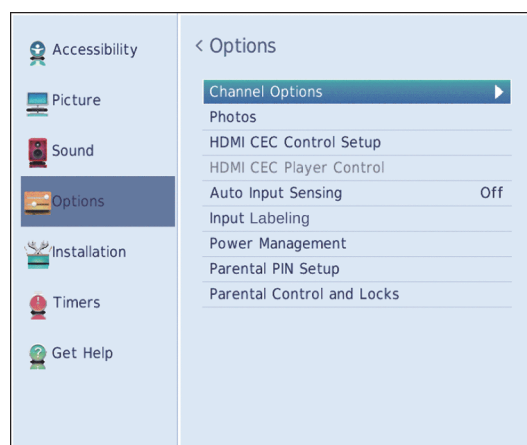 Accessibility
Picture
Sound
Options
Installation
Timers
Get Help
< Options
Channel Options
Photos
HDMI CEC Control Setup
HDMI CEC Player Control
Auto Input Sensing Off
Input Labeling
Power Management
Parental PIN Setup
Parental Control and Locks